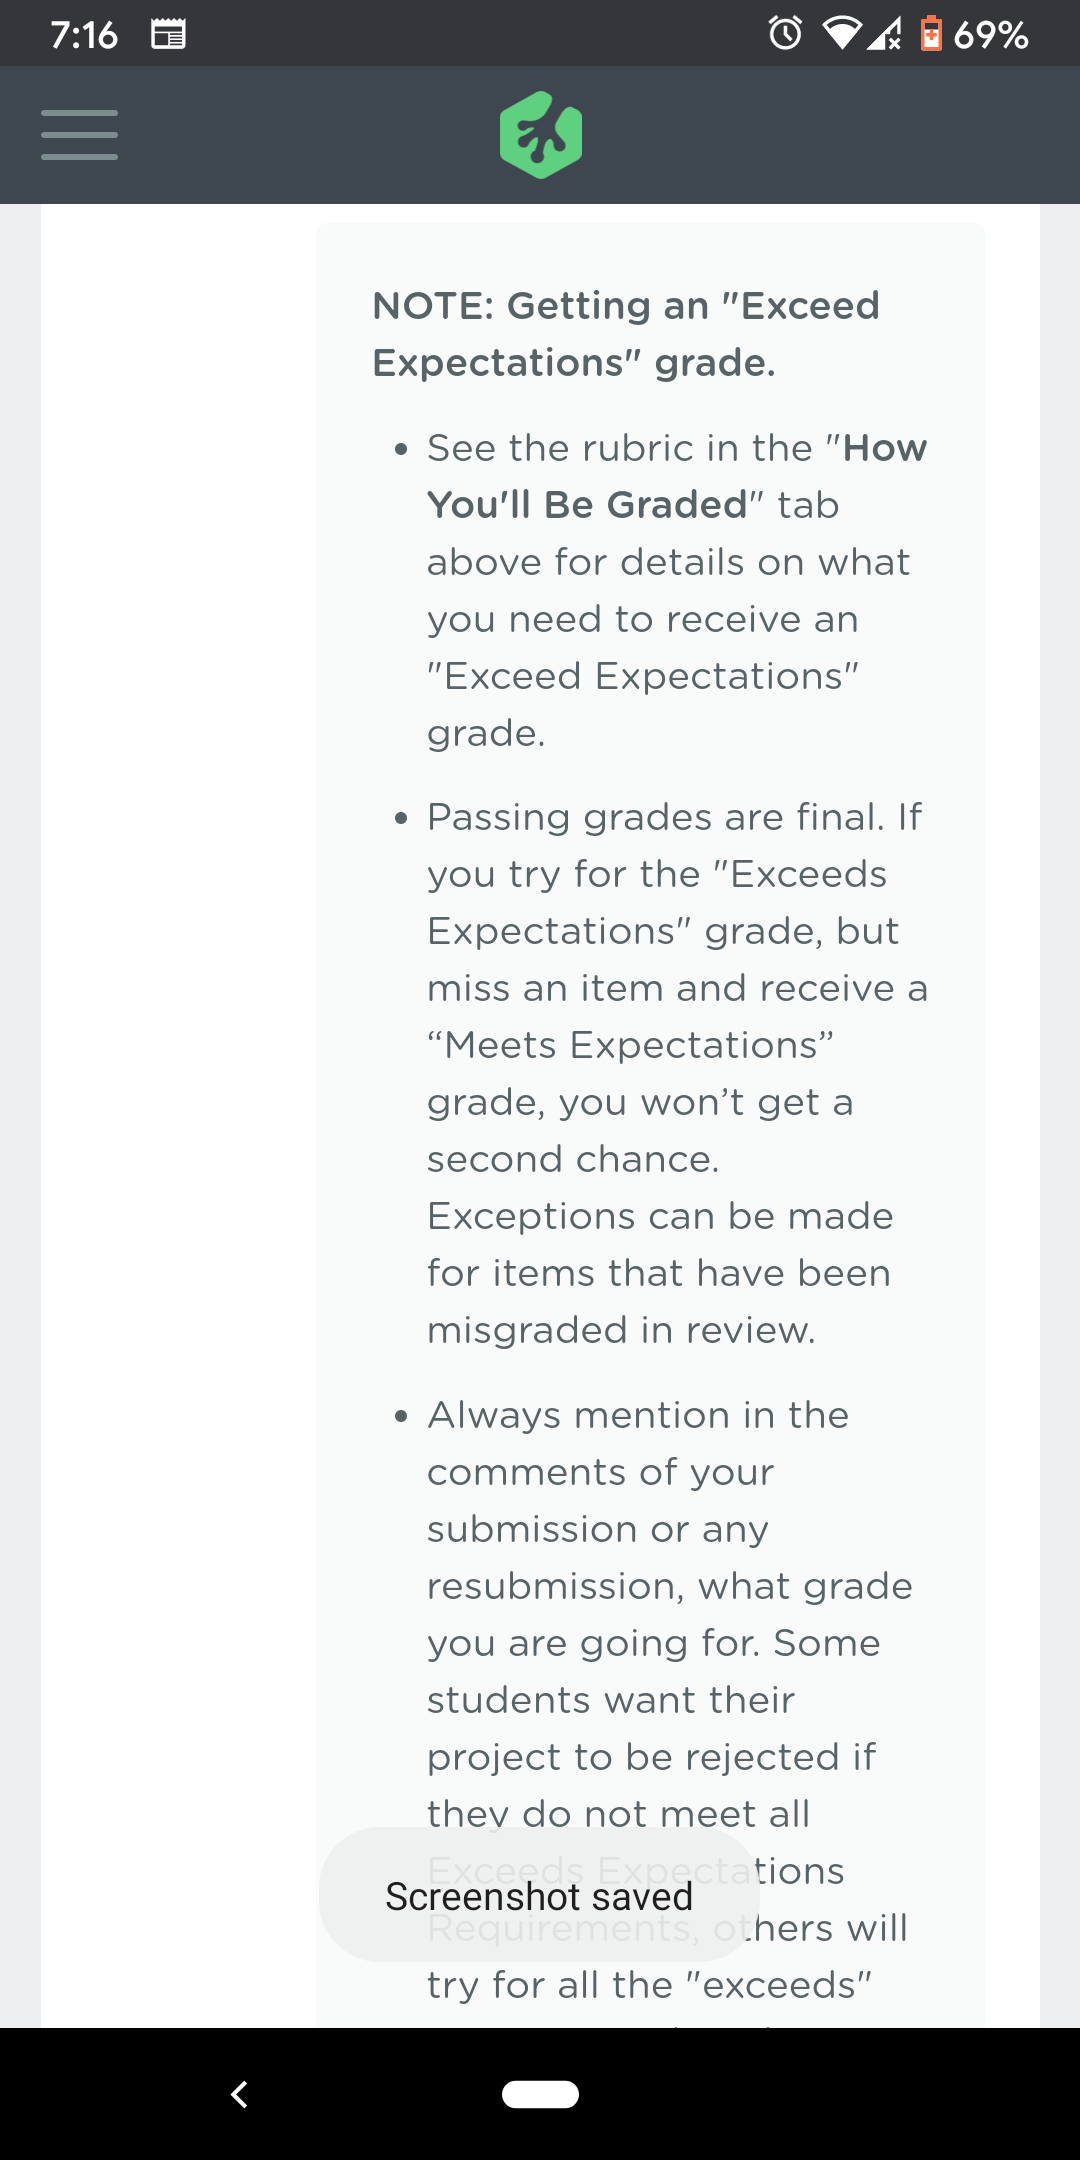 7:16
69%
NOTE: Getting an "Exceed
Expectations" grade.
• See the rubric in the "How
You'll Be Graded" tab
above for details on what
you need to receive an
"Exceed Expectations"
grade.
• Passing grades are final. If
you try for the "Exceeds
Expectations" grade, but
miss an item and receive a
“Meets Expectations”
grade, you won’t get a
second chance.
Exceptions can be made
for items that have been
misgraded in review.
• Always mention in the
comments of your
submission or any
resubmission, what grade
you are going for. Some
students want their
project to be rejected if
they do not meet all
Exceeds Expectations
Screenshot saved
Requirements, others will
try for all the "exceeds"